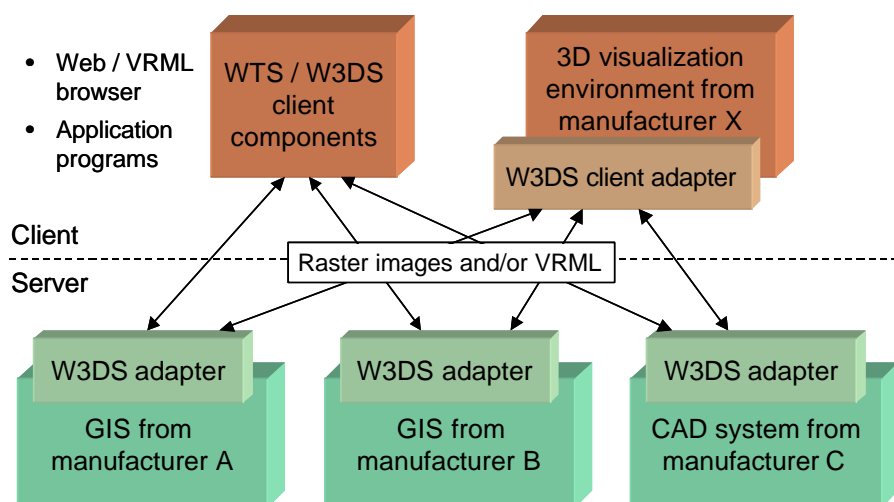 • Web / VRML
browser
• Application
programs
WTS / W3DS
client
components
3D visualization
environment from
manufacturer X
W3DS client adapter
Client
Raster images and/or VRML
Server
W3DS adapter
GIS from
manufacturer A
W3DS adapter
GIS from
manufacturer B
W3DS adapter
CAD system from
manufacturer C